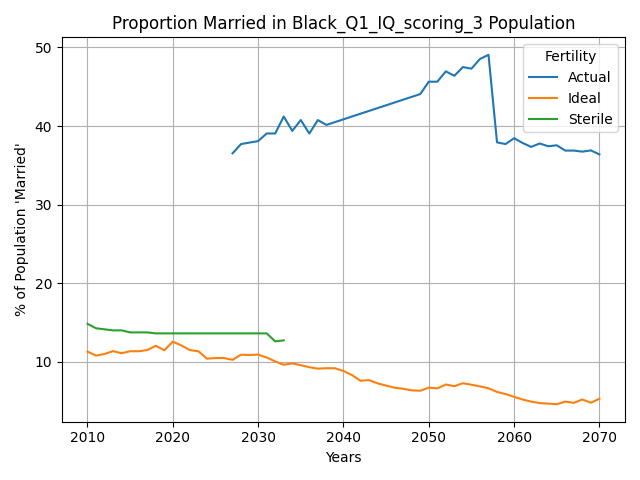 Proportion Married in Black_Q1_IQ_scoring_3 Population
% of Population 'Married'
50
40
30
20
10
Fertility
Actual
Ideal
Sterile
2010 2020 2030 2040 2050 2060 2070
Years